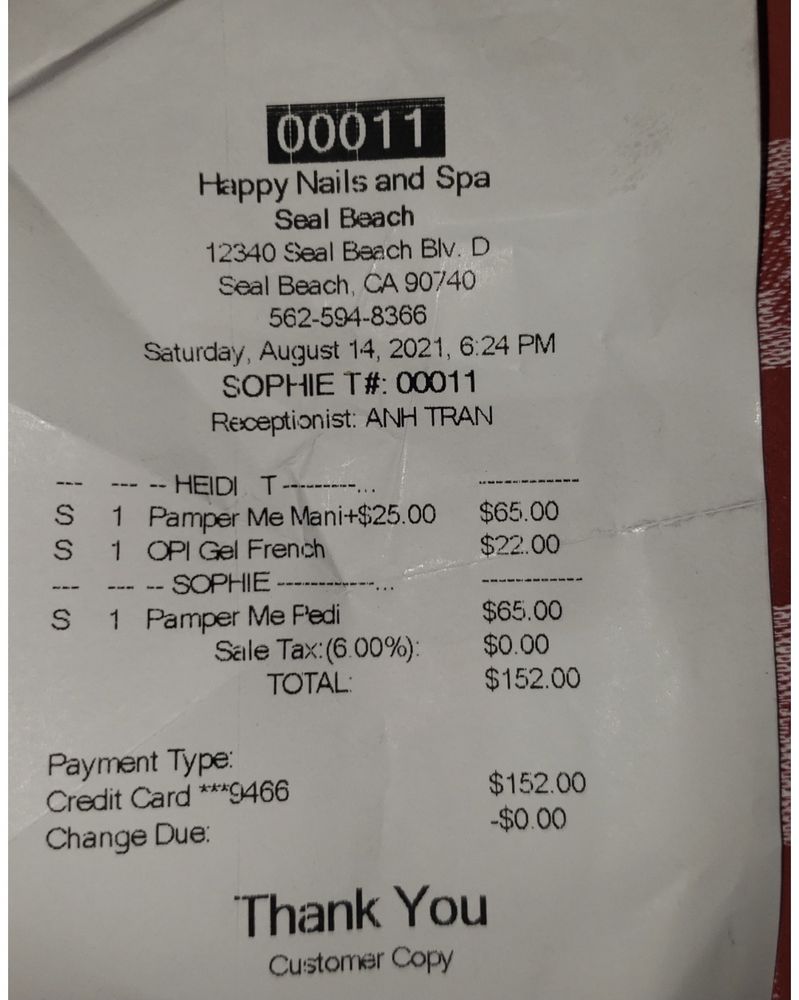 00011
Happy Nails and Spa
Seal Beach
12340 Seal Beach Blv. D
Seal Beach, CA 90740
562-594-8366
Saturday, August 14, 2021, 6:24 PM
SOPHIE T#: 00011
Receptionist: ANH TRAN
--- --- -- HEIDI T ---------... -------------
S 1 Pamper Me Mani+$25.00 $65.00
S 1 OPI Gel French $22.00
--- --- -- SOPHIE ------------... -------------
S 1 Pamper Me Pedi $65.00
Sale Tax:(6.00%): $0.00
TOTAL: $152.00
Payment Type:
Credit Card ***9466 $152.00
Change Due: -$0.00
Thank You
Customer Copy